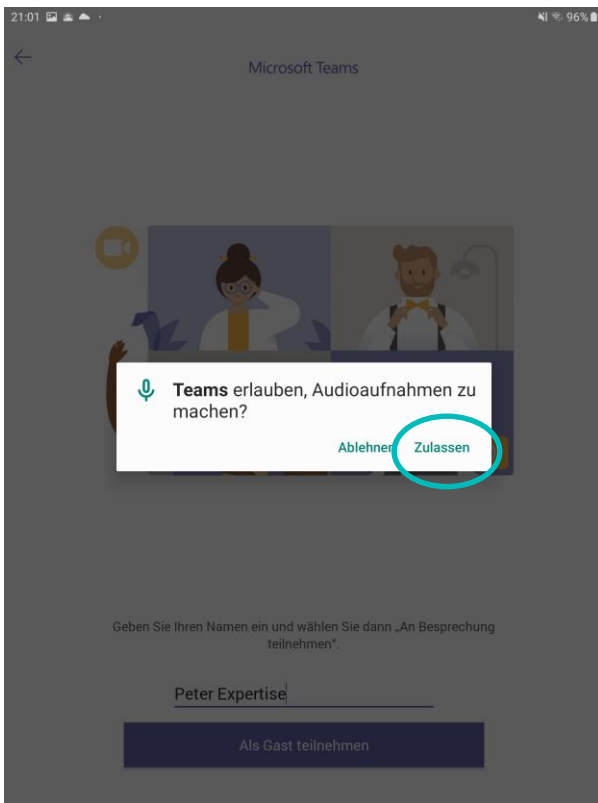 21:01 96%
Microsoft Teams
Teams erlauben, Audioaufnahmen zu
machen?
Ablehnen Zulassen
Geben Sie Ihren Namen ein und wählen Sie dann „An Besprechung
teilnehmen".
Peter Expertise
Als Gast teilnehmen